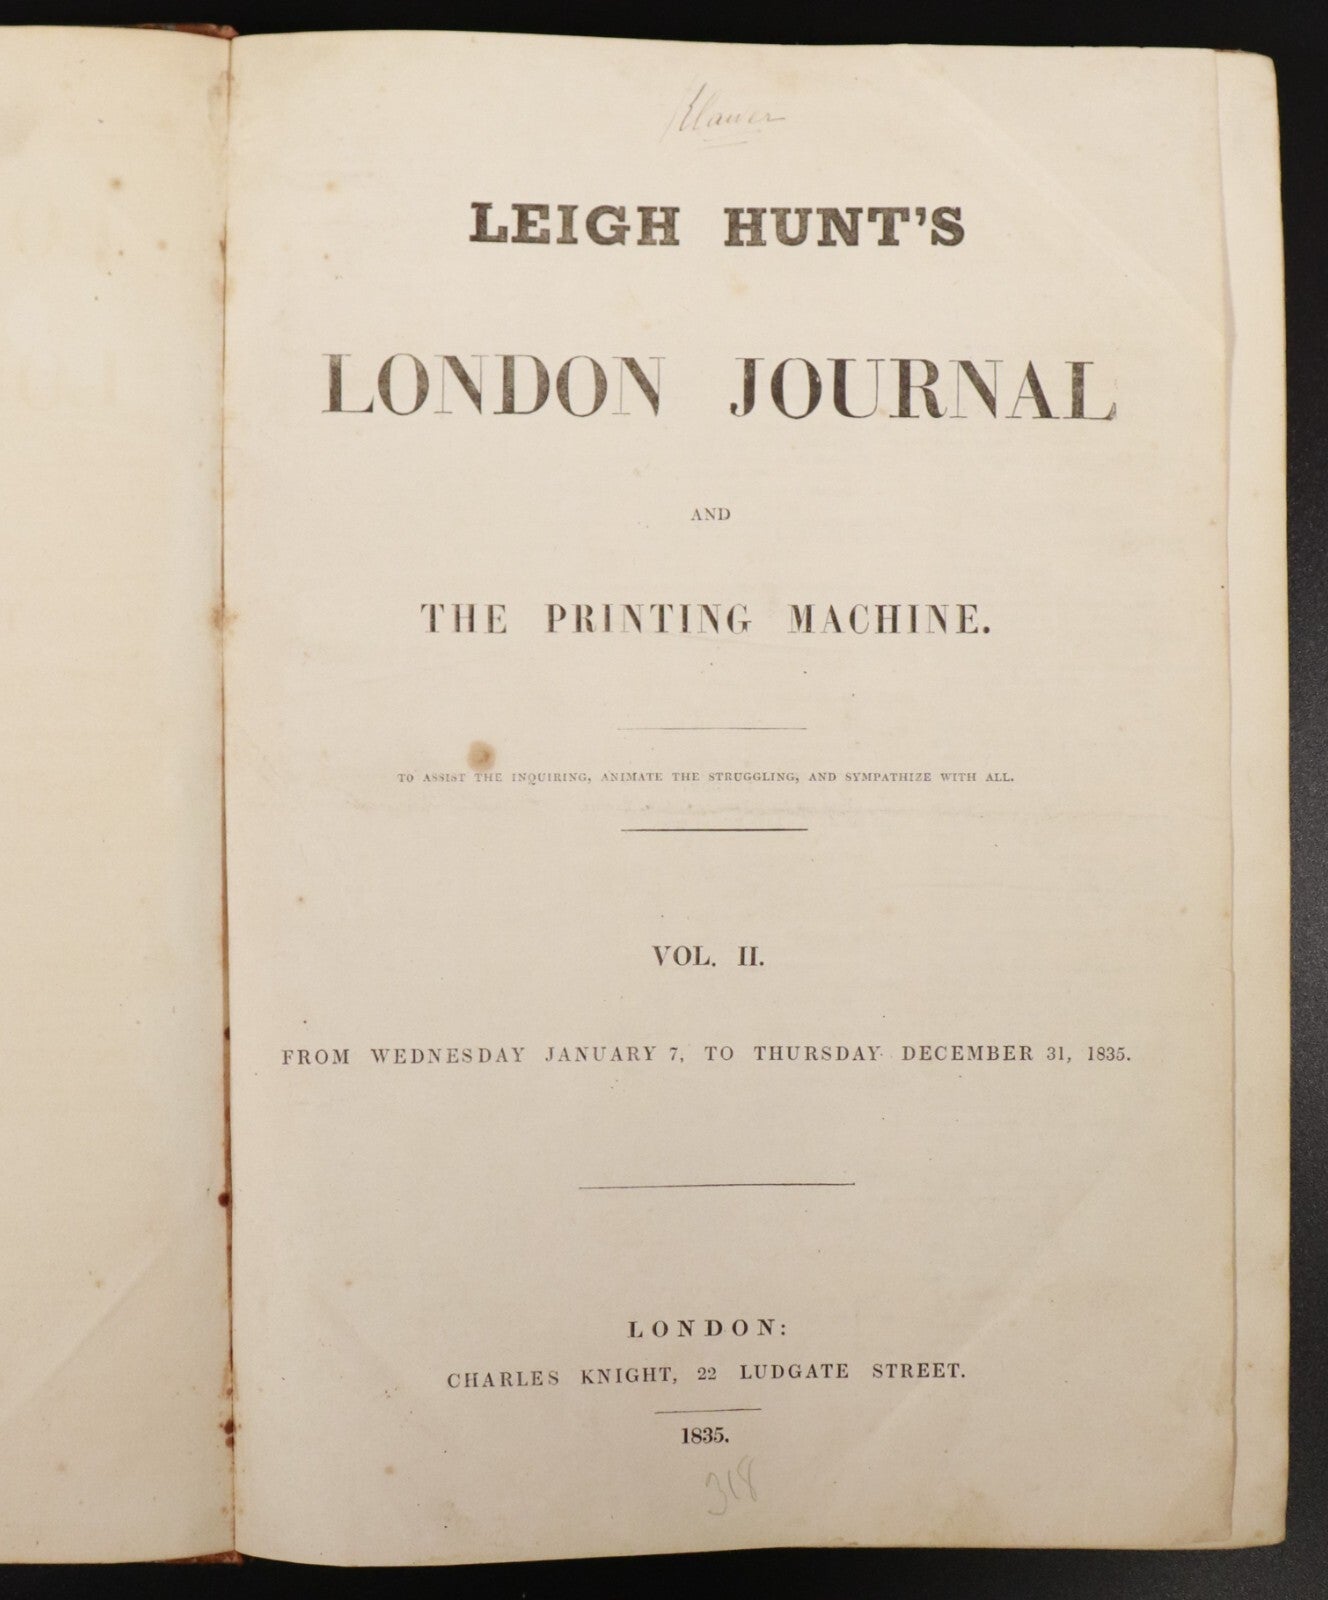 LEIGH HUNT'S
LONDON JOURNAL
AND
THE PRINTING MACHINE.
TO ASSIST THE INQUIRING, ANIMATE THE STRUGGLING, AND SYMPATHIZE WITH ALL.
VOL. II.
FROM WEDNESDAY JANUARY 7, TO THURSDAY DECEMBER 31, 1835.
LONDON:
CHARLES KNIGHT, 22 LUDGATE STREET.
1835.
318